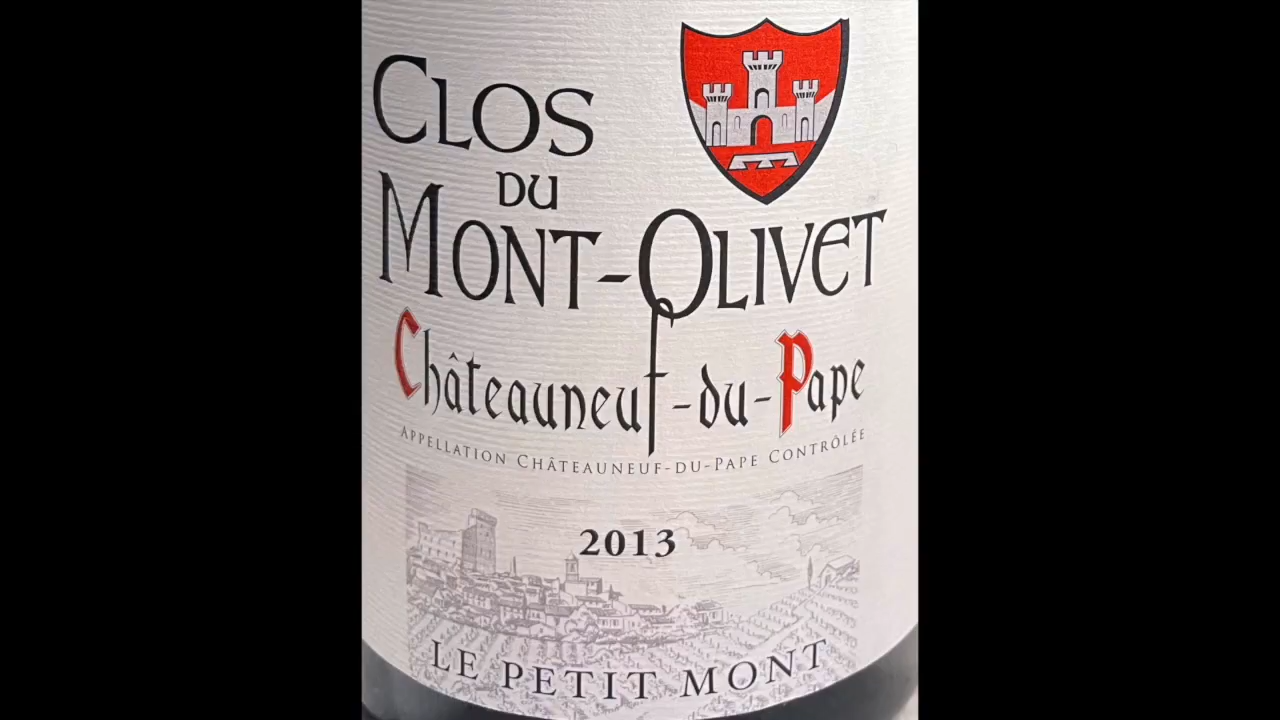 CLOS
DU
MONT-OLIVET
Châteauneuf-du-Pape
APPELLATION CHÂTEAUNEUF-DU-PAPE CONTRÔLÉE
2013
LE PETIT MONT